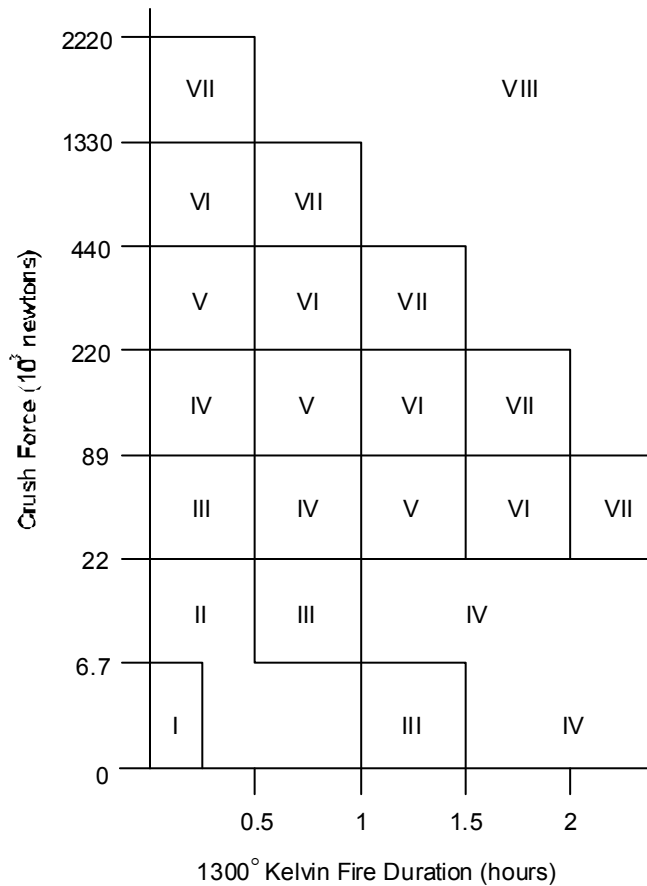 2220
VII VIII
1330
VI VII
440
V VI VII
220
IV V VI VII
89
III IV V VI VII
22
II III IV
6.7
I III IV
0
0.5 1 1.5 2
1300° Kelvin Fire Duration (hours)
Crush Force (10³ newtons)